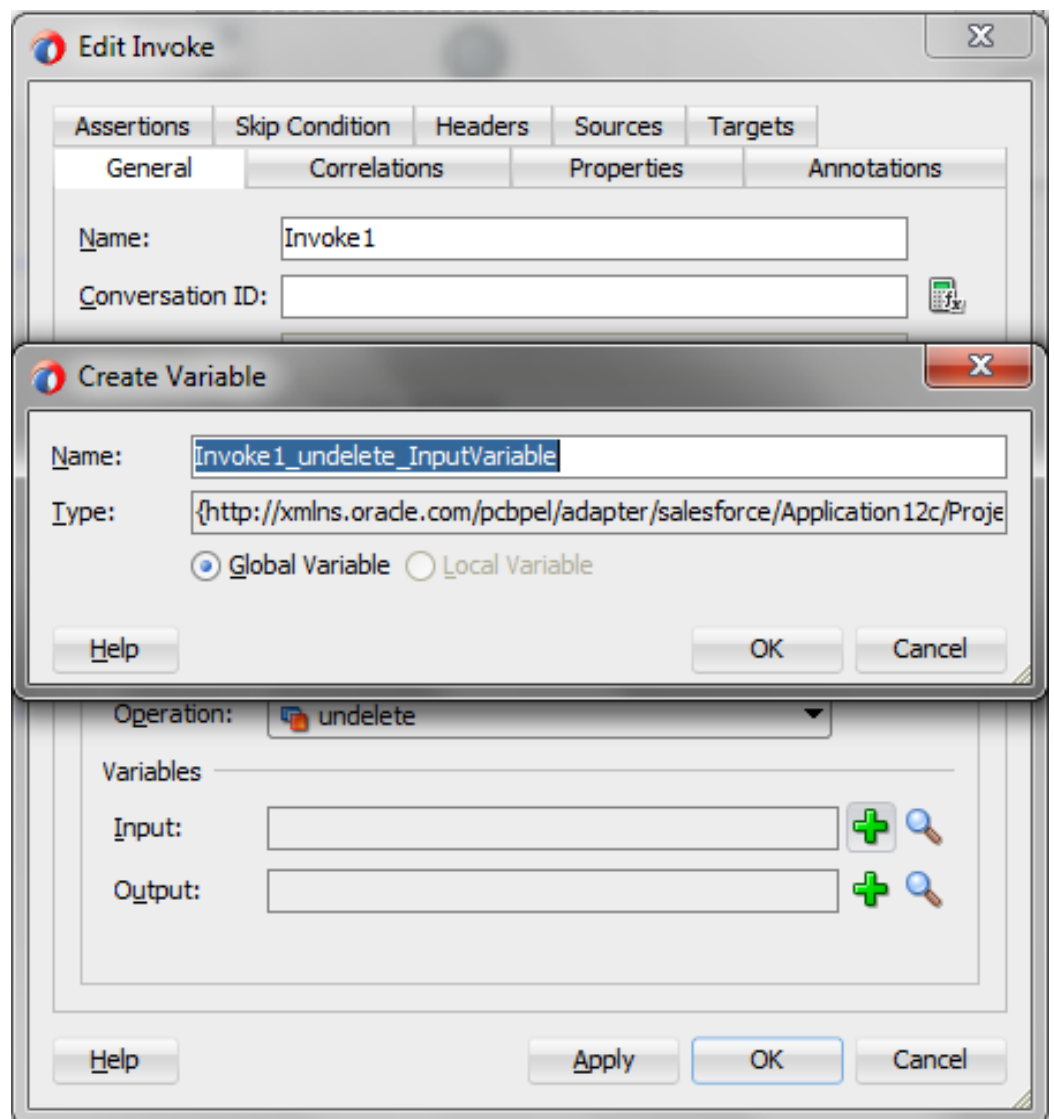 Edit Invoke
Assertions Skip Condition Headers Sources Targets
General Correlations Properties Annotations
Name: Invoke1
Conversation ID:
Create Variable
Name: Invoke1_undelete_InputVariable
Type: {http://xmlns.oracle.com/pcbpel/adapter/salesforce/Application12c/Proje
Global Variable Local Variable
Help OK Cancel
Operation: undelete
Variables
Input:
Output:
Help Apply OK Cancel